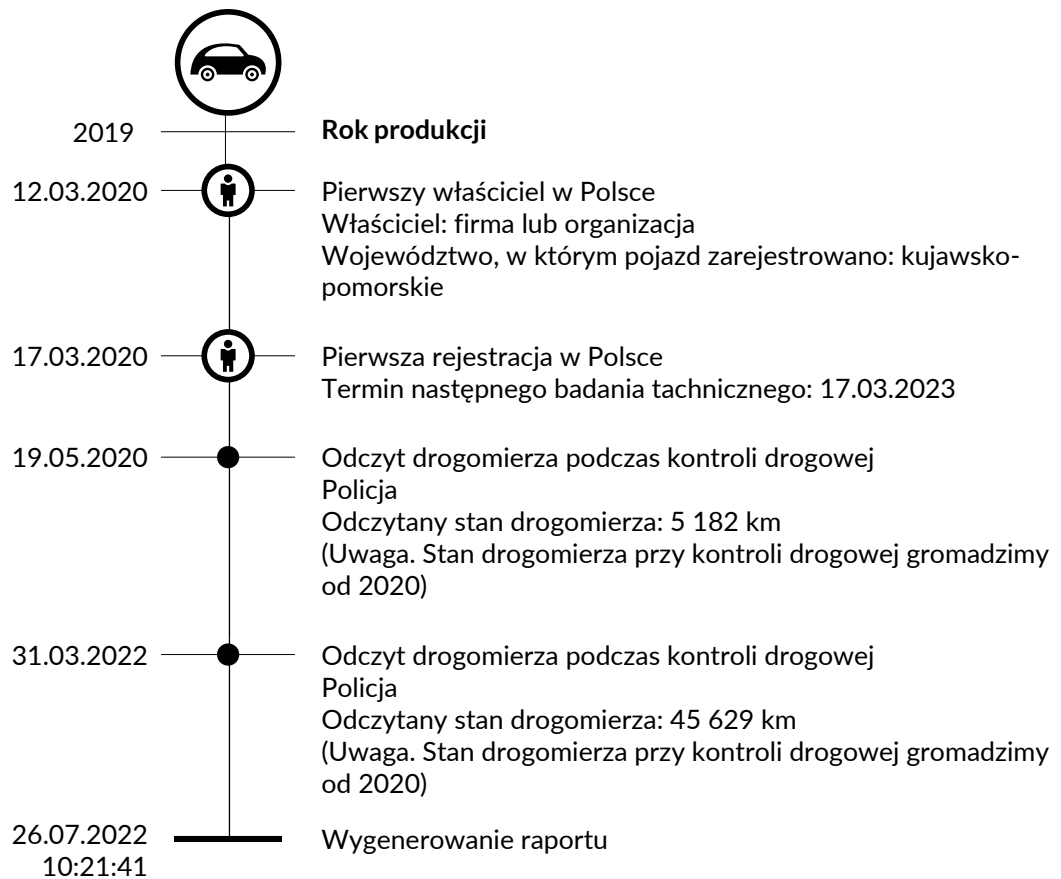 2019
Rok produkcji
12.03.2020
Pierwszy właściciel w Polsce
Właściciel: firma lub organizacja
Województwo, w którym pojazd zarejestrowano: kujawsko-
pomorskie
17.03.2020
Pierwsza rejestracja w Polsce
Termin następnego badania tachnicznego: 17.03.2023
19.05.2020
Odczyt drogomierza podczas kontroli drogowej
Policja
Odczytany stan drogomierza: 5 182 km
(Uwaga. Stan drogomierza przy kontroli drogowej gromadzimy
od 2020)
31.03.2022
Odczyt drogomierza podczas kontroli drogowej
Policja
Odczytany stan drogomierza: 45 629 km
(Uwaga. Stan drogomierza przy kontroli drogowej gromadzimy
od 2020)
26.07.2022
10:21:41
Wygenerowanie raportu